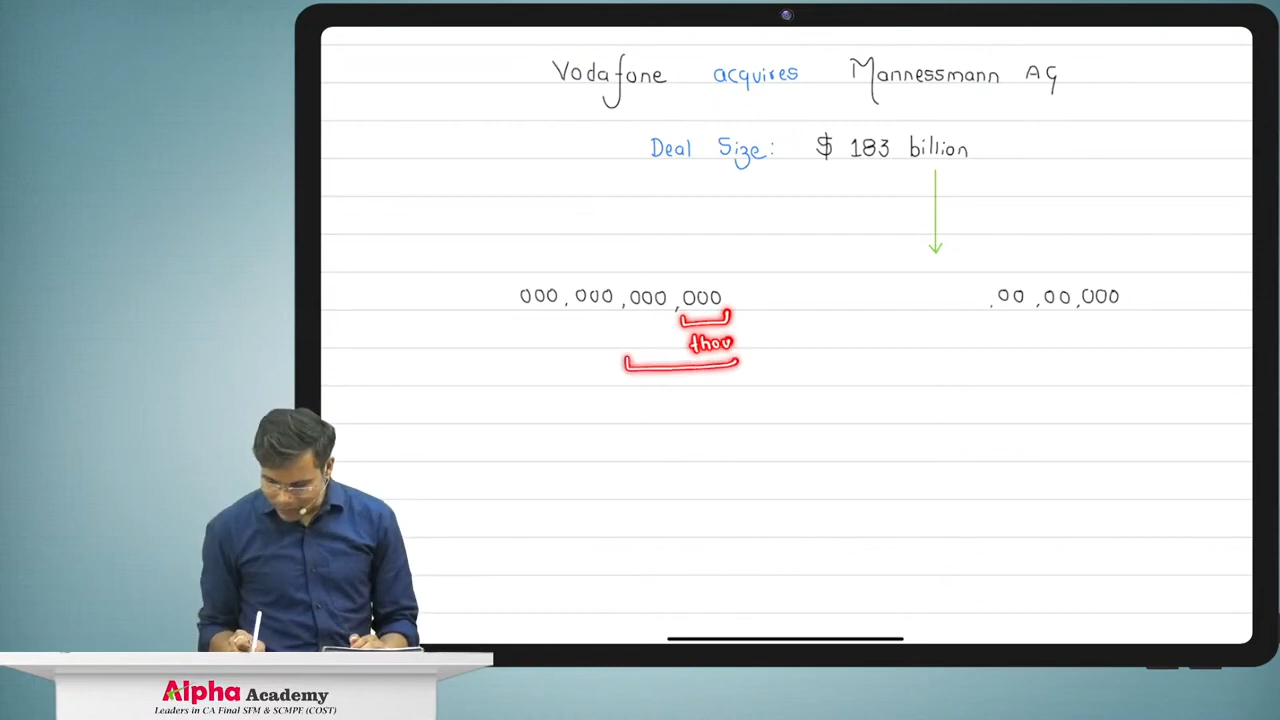 Vodafone acquires Mannessmann AG
Deal Size: $ 183 billion
000,000,000,000 ,00,00,000
thou
Alpha Academy
Leaders in CA Final SFM & SCMPE (COST)